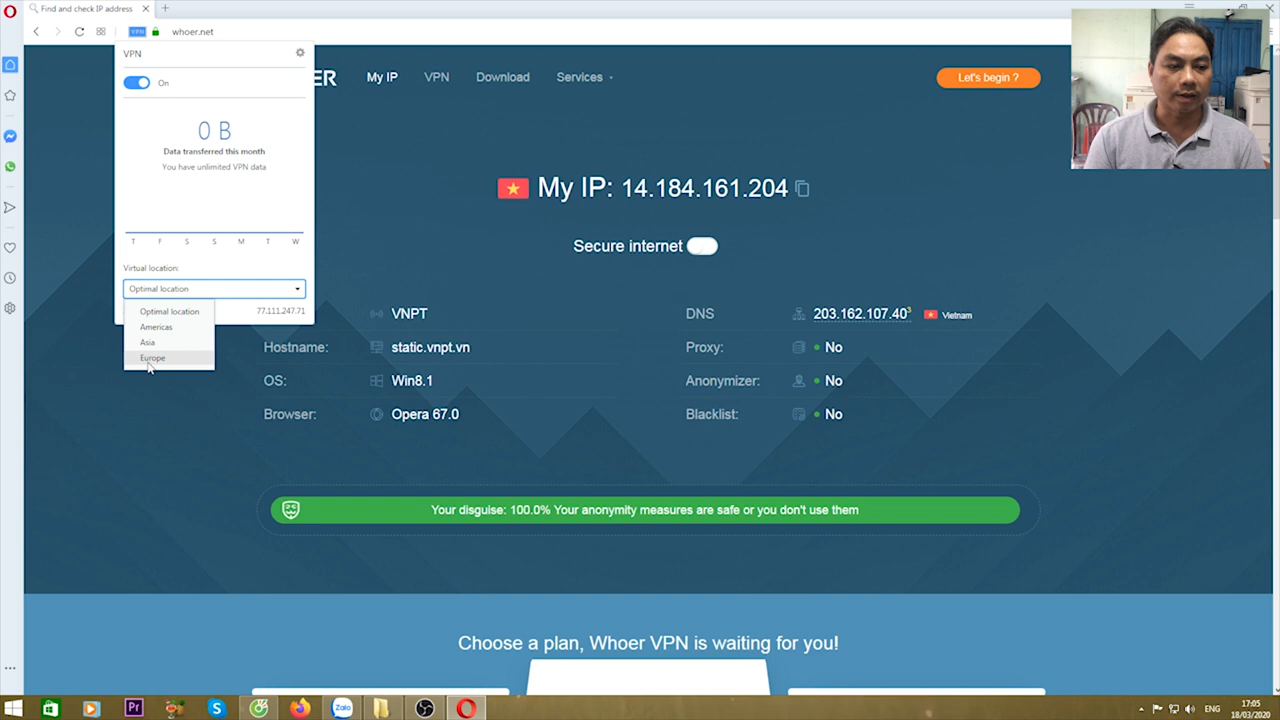 Find and check IP address
VPN
whoer.net
VPN
On
0 B
Data transferred this month
You have unlimited VPN data
T F S S M T W
Virtual location:
Optimal location
77.111.247.71
Optimal location
Americas
Asia
Europe
ER
My IP
VPN
Download
Services
Let's begin ?
My IP: 14.184.161.204
Secure internet
VNPT
Hostname: static.vnpt.vn
OS: Win8.1
Browser: Opera 67.0
DNS 203.162.107.40 Vietnam
Proxy: No
Anonymizer: No
Blacklist: No
Your disguise: 100.0% Your anonymity measures are safe or you don't use them
Choose a plan, Whoer VPN is waiting for you!
Pr
Zalo
ENG
17:05
18/03/2020